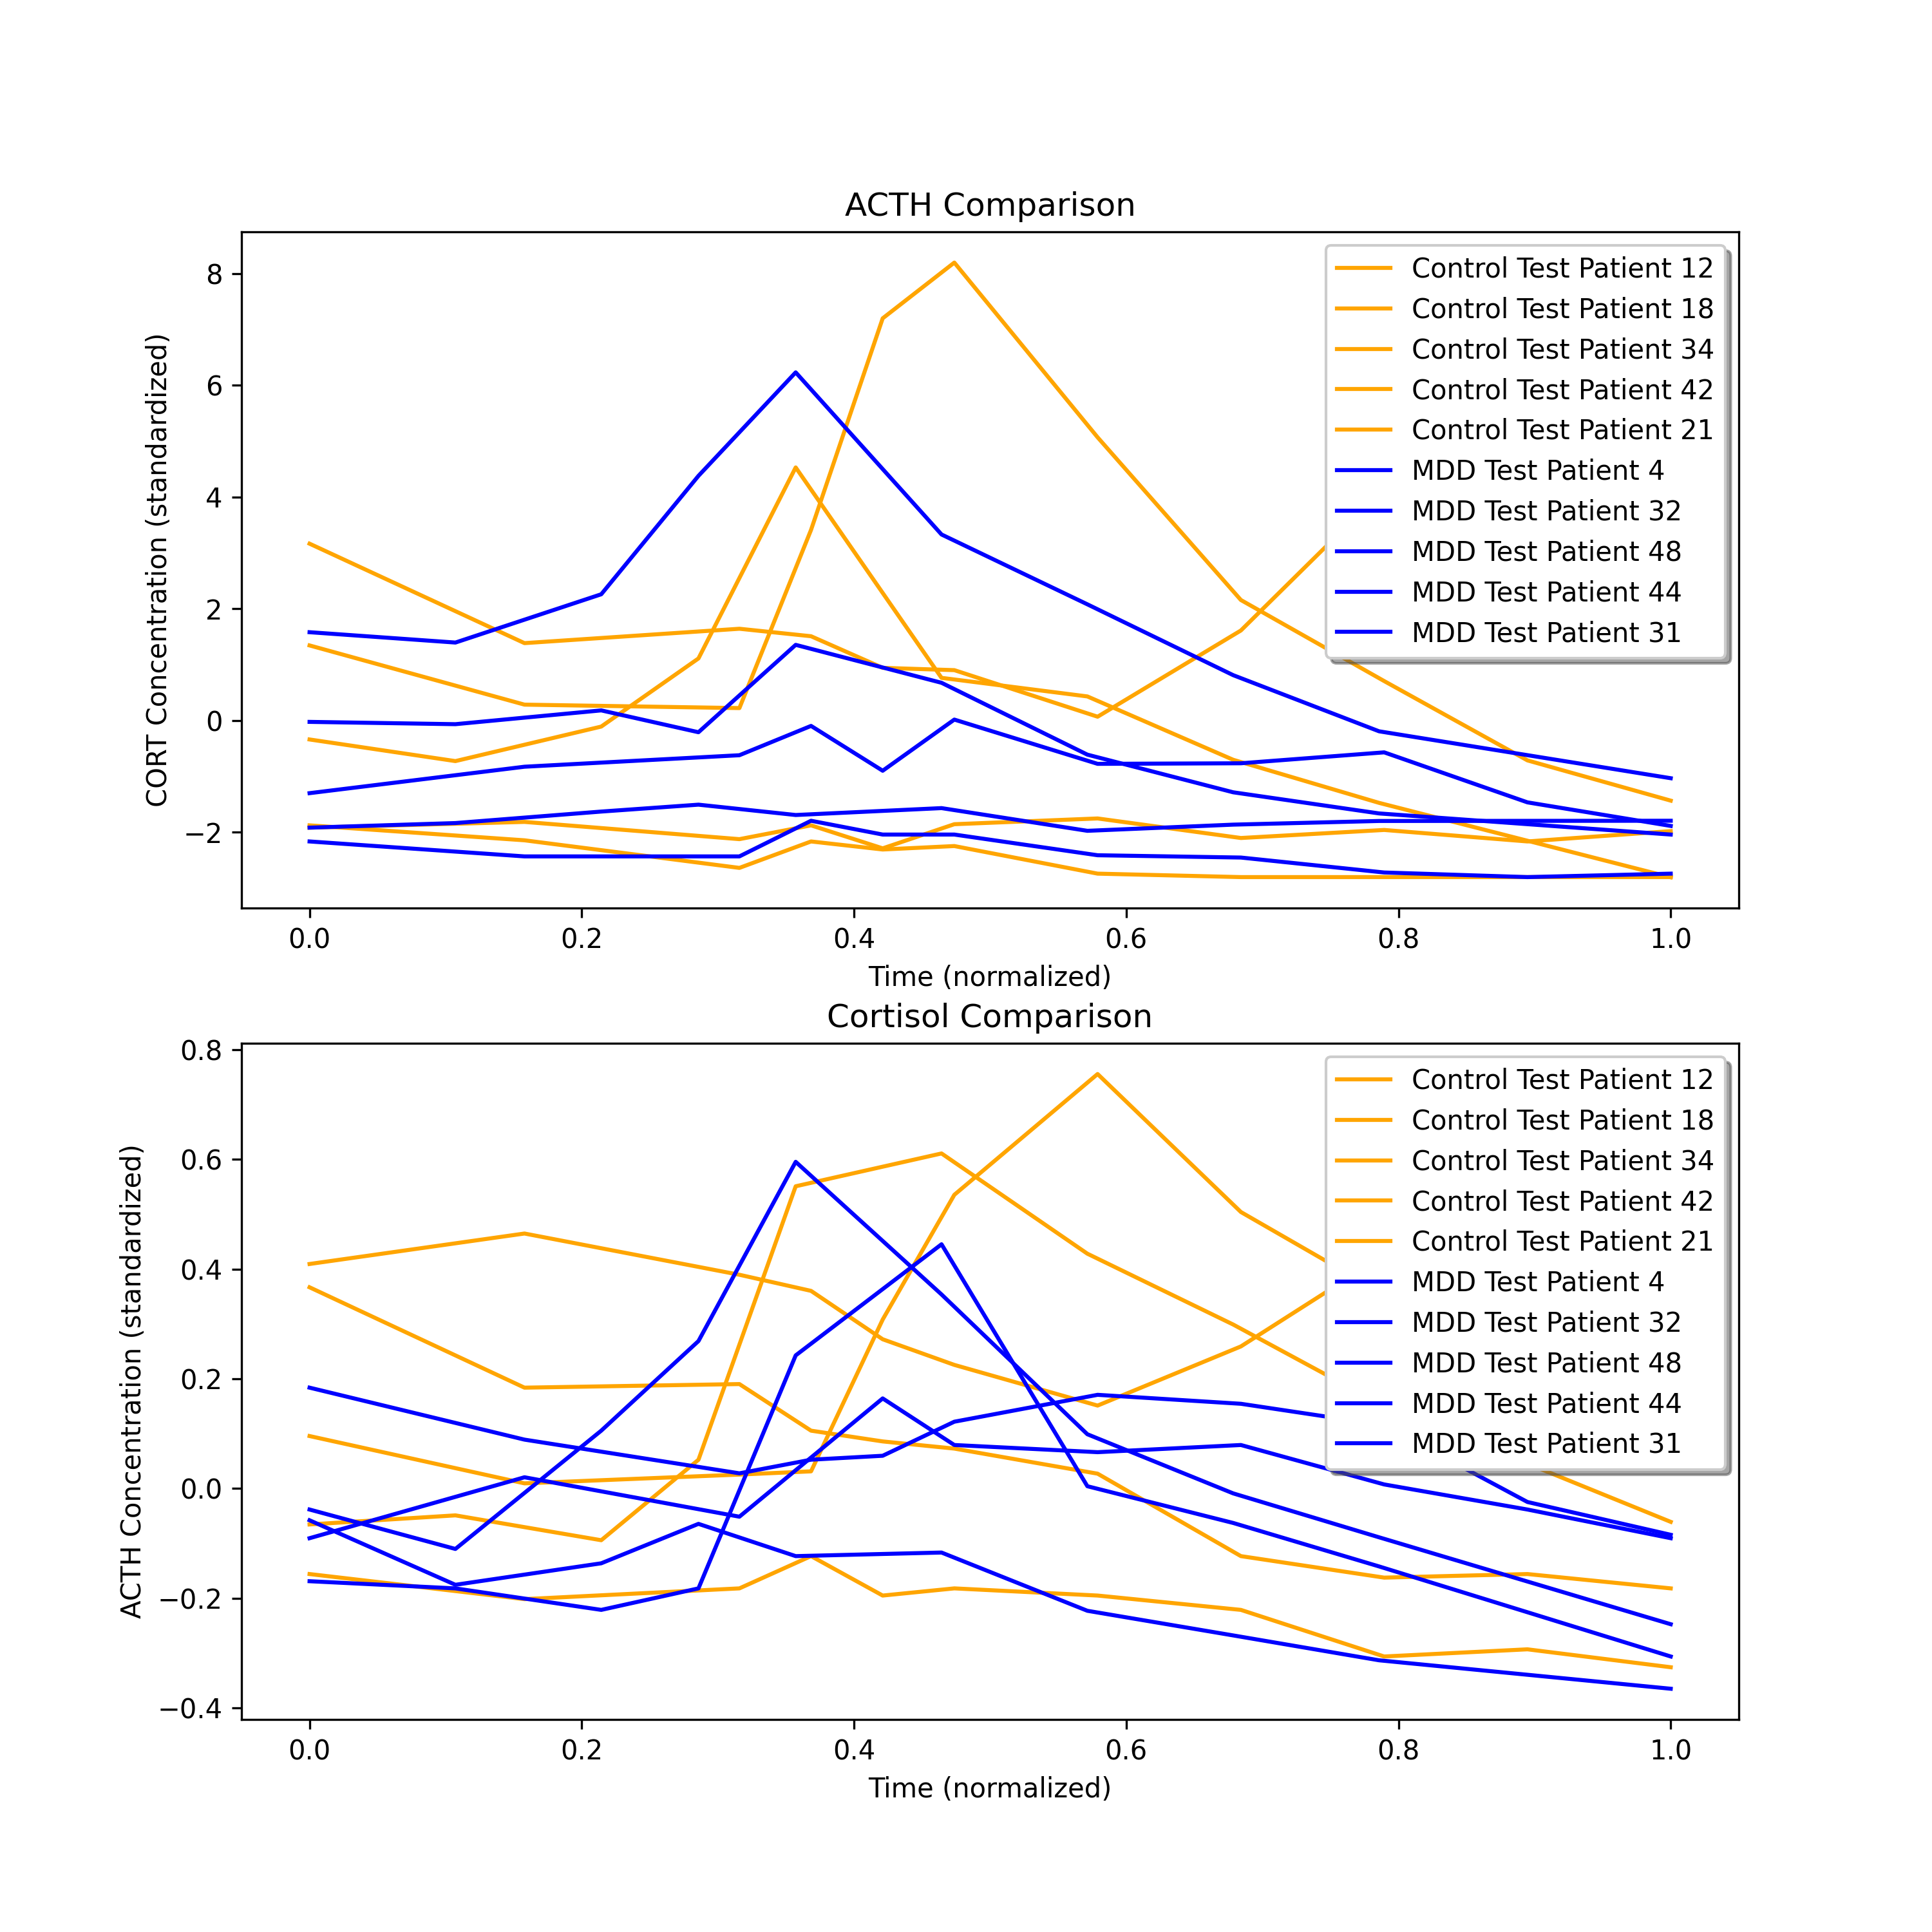 ACTH Comparison
CORT Concentration (standardized)
8
6
4
2
0
−2
Control Test Patient 12
Control Test Patient 18
Control Test Patient 34
Control Test Patient 42
Control Test Patient 21
MDD Test Patient 4
MDD Test Patient 32
MDD Test Patient 48
MDD Test Patient 44
MDD Test Patient 31
0.0 0.2 0.4 0.6 0.8 1.0
Time (normalized)
Cortisol Comparison
ACTH Concentration (standardized)
0.8
0.6
0.4
0.2
0.0
−0.2
−0.4
Control Test Patient 12
Control Test Patient 18
Control Test Patient 34
Control Test Patient 42
Control Test Patient 21
MDD Test Patient 4
MDD Test Patient 32
MDD Test Patient 48
MDD Test Patient 44
MDD Test Patient 31
0.0 0.2 0.4 0.6 0.8 1.0
Time (normalized)